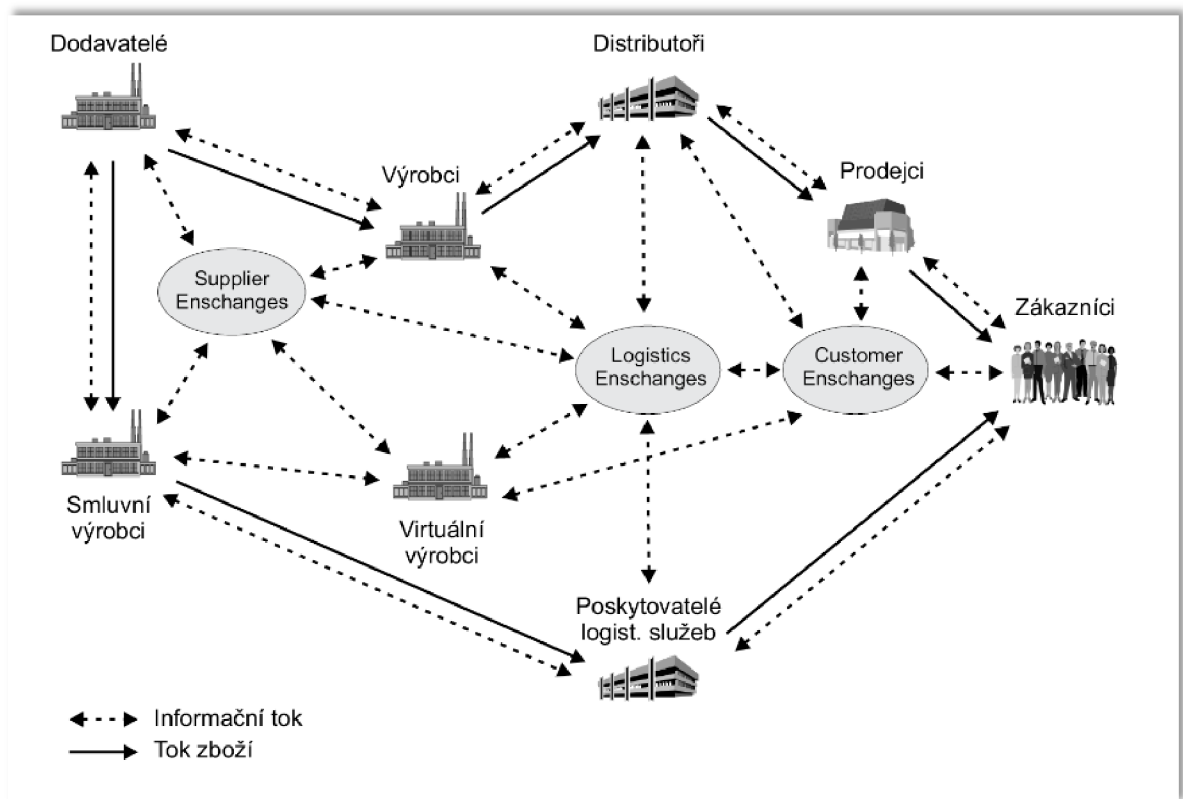 Dodavatelé
Distributoři
Výrobci
Prodejci
Supplier
Enschanges
Zákazníci
Logistics
Enschanges
Customer
Enschanges
Smluvní
výrobci
Virtuální
výrobci
Poskytovatelé
logist. služeb
Informační tok
Tok zboží